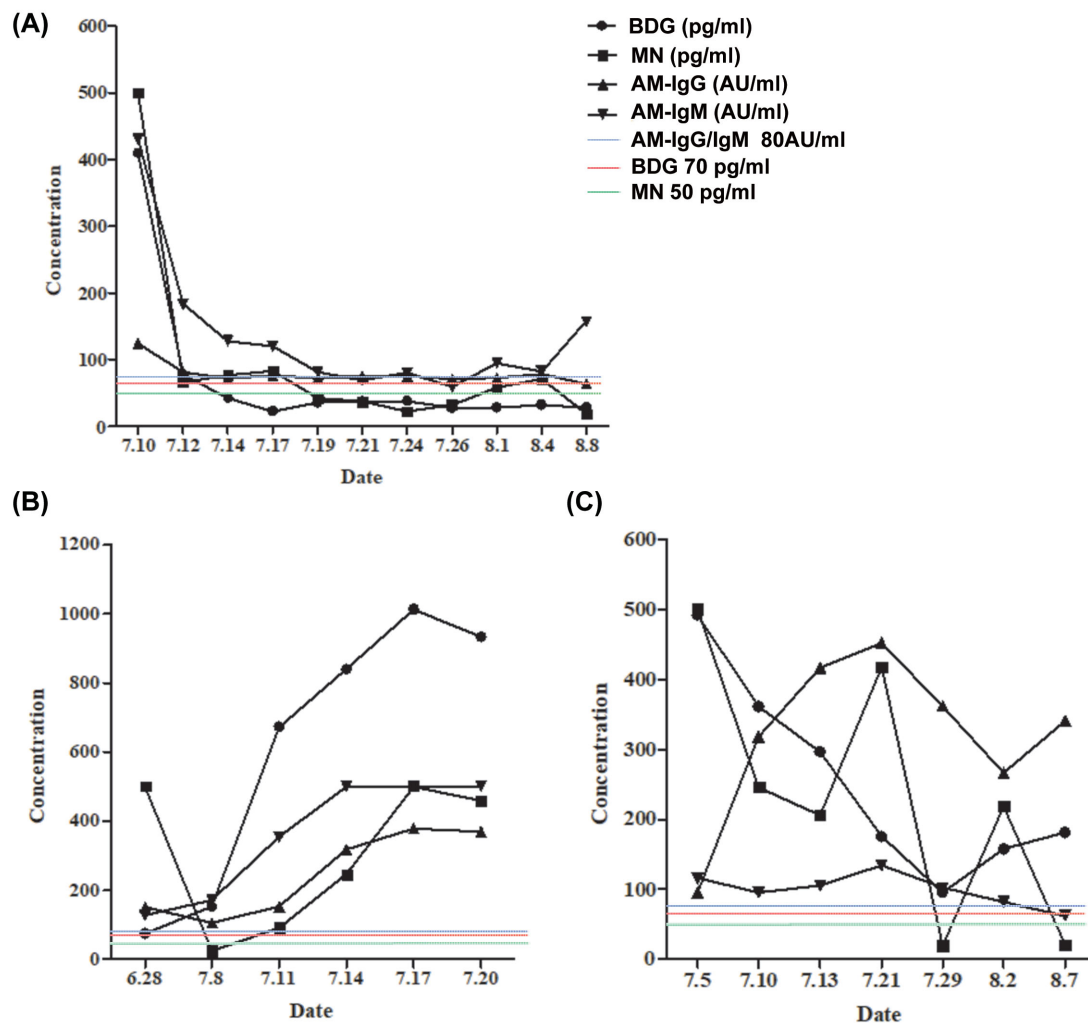 (A)
600
500
400
300
200
100
0
Concentration
7.10 7.12 7.14 7.17 7.19 7.21 7.24 7.26 8.1 8.4 8.8
Date
BDG (pg/ml)
MN (pg/ml)
AM-IgG (AU/ml)
AM-IgM (AU/ml)
AM-IgG/IgM 80AU/ml
BDG 70 pg/ml
MN 50 pg/ml
(B)
1200
1000
800
600
400
200
0
Concentration
6.28 7.8 7.11 7.14 7.17 7.20
Date
(C)
600
500
400
300
200
100
0
Concentration
7.5 7.10 7.13 7.21 7.29 8.2 8.7
Date